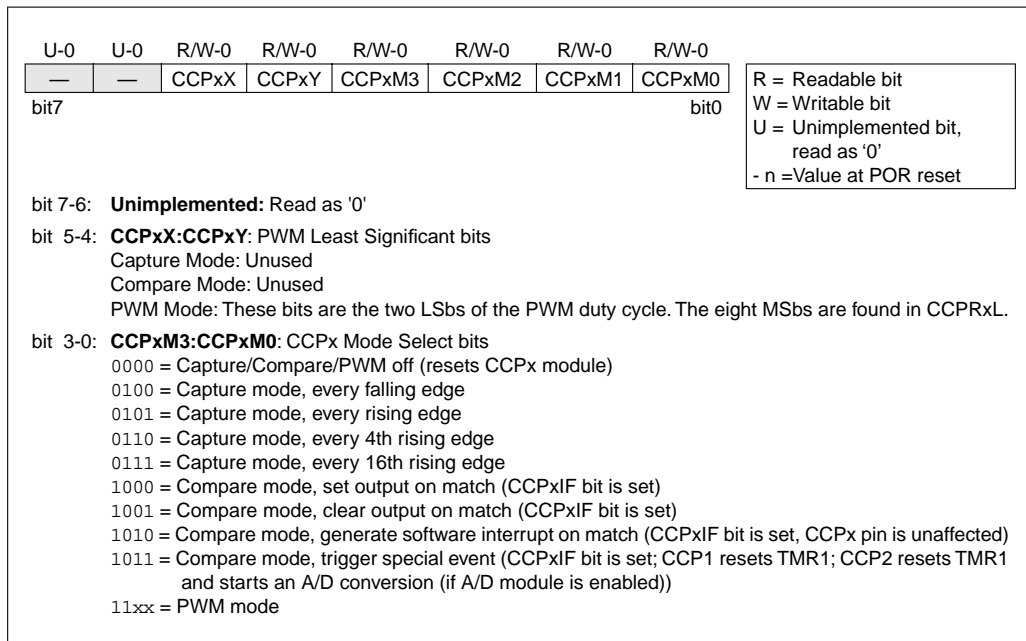 U-0 U-0 R/W-0 R/W-0 R/W-0 R/W-0 R/W-0 R/W-0
— — CCPxX CCPxY CCPxM3 CCPxM2 CCPxM1 CCPxM0
bit7 bit0
R = Readable bit
W = Writable bit
U = Unimplemented bit,
read as ‘0’
- n =Value at POR reset
bit 7-6: Unimplemented: Read as '0'
bit 5-4: CCPxX:CCPxY: PWM Least Significant bits
Capture Mode: Unused
Compare Mode: Unused
PWM Mode: These bits are the two LSbs of the PWM duty cycle. The eight MSbs are found in CCPRxL.
bit 3-0: CCPxM3:CCPxM0: CCPx Mode Select bits
0000 = Capture/Compare/PWM off (resets CCPx module)
0100 = Capture mode, every falling edge
0101 = Capture mode, every rising edge
0110 = Capture mode, every 4th rising edge
0111 = Capture mode, every 16th rising edge
1000 = Compare mode, set output on match (CCPxIF bit is set)
1001 = Compare mode, clear output on match (CCPxIF bit is set)
1010 = Compare mode, generate software interrupt on match (CCPxIF bit is set, CCPx pin is unaffected)
1011 = Compare mode, trigger special event (CCPxIF bit is set; CCP1 resets TMR1; CCP2 resets TMR1
and starts an A/D conversion (if A/D module is enabled))
11xx = PWM mode